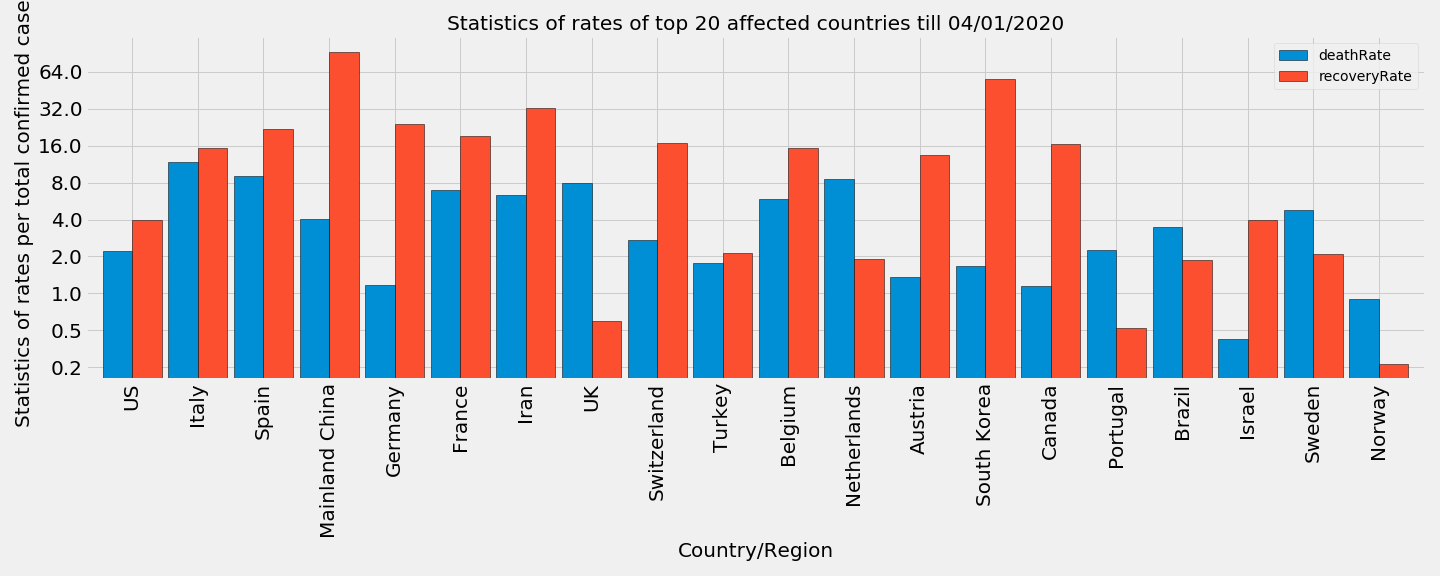 Statistics of rates of top 20 affected countries till 04/01/2020
Statistics of rates per total confirmed case
64.0
32.0
16.0
8.0
4.0
2.0
1.0
0.5
0.2
deathRate
recoveryRate
US
Italy
Spain
Mainland China
Germany
France
Iran
UK
Switzerland
Turkey
Belgium
Netherlands
Austria
South Korea
Canada
Portugal
Brazil
Israel
Sweden
Norway
Country/Region